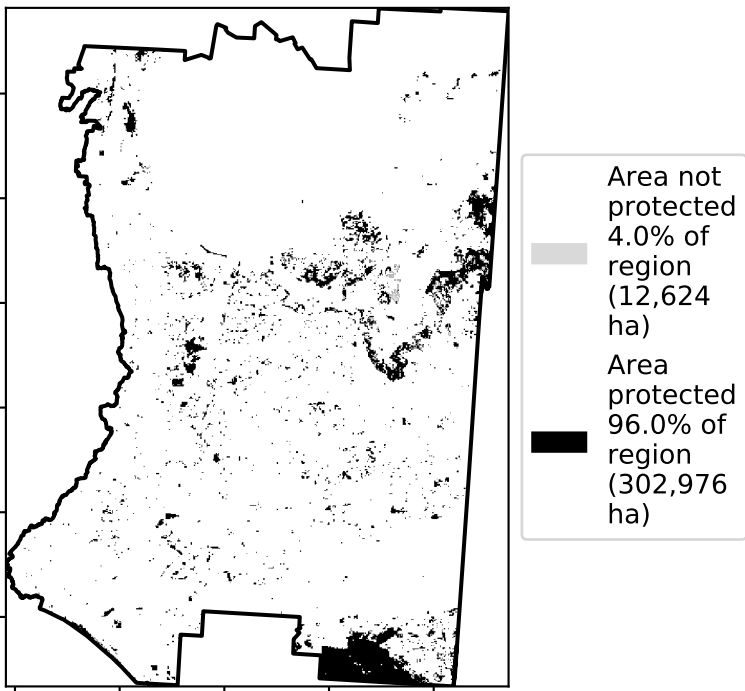 Area not
protected
4.0% of
region
(12,624
ha)
Area
protected
96.0% of
region
(302,976
ha)